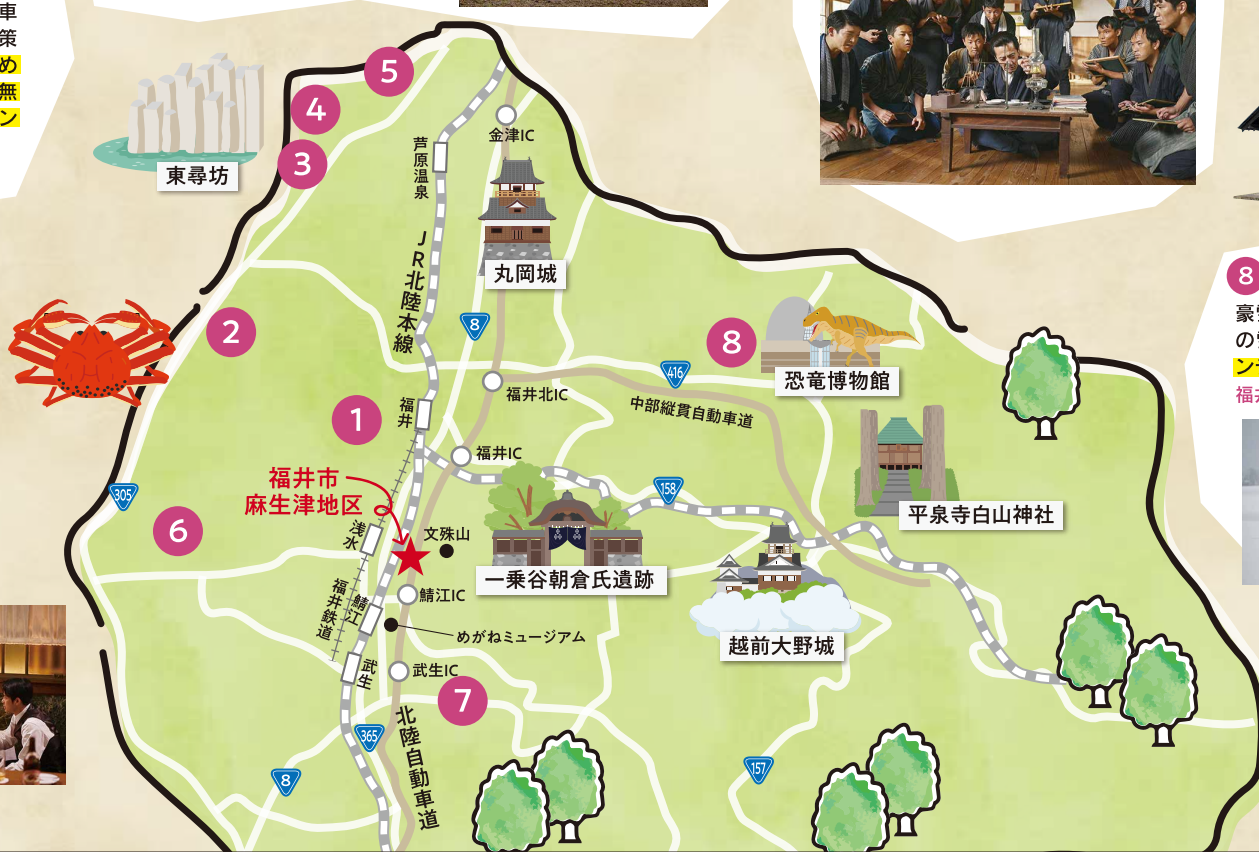 車
策
め
無
ン
5
4
3
東尋坊
金津IC
芦原温泉
JR北陸本線
丸岡城
8
2
8
恐竜博物館
416
福井北IC
中部縦貫自動車道
1
福井
福井IC
福井市
麻生津地区
305
158
6
浅水
文殊山
平泉寺白山神社
一乗谷朝倉氏遺跡
福井鉄道
鯖江
鯖江IC
めがねミュージアム
越前大野城
武生
武生IC
7
北陸自動車道
365
8
157
8
の